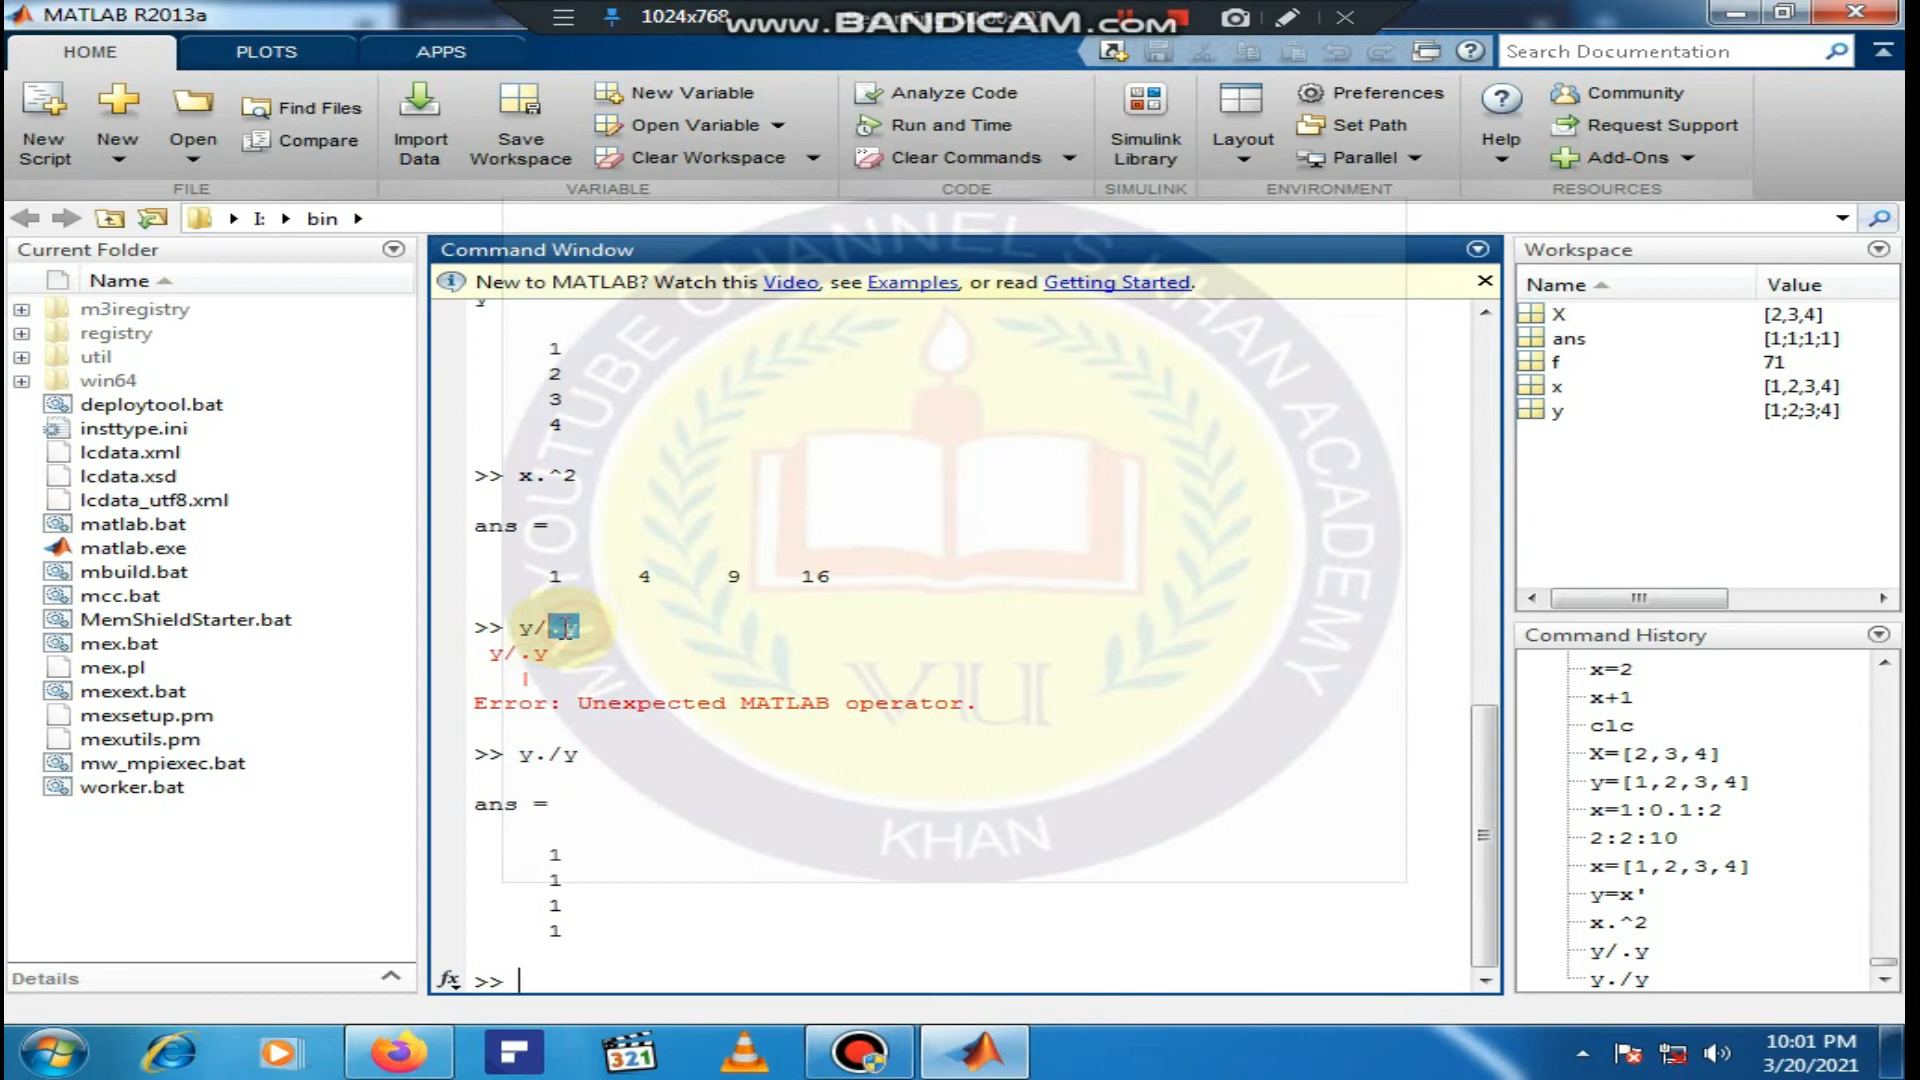 MATLAB R2013a
1024x768
www.BANDICAM.com
HOME
PLOTS
APPS
Search Documentation
New Script
New
Open
Find Files
Compare
Import Data
Save Workspace
New Variable
Open Variable
Clear Workspace
Analyze Code
Run and Time
Clear Commands
Simulink Library
Layout
Preferences
Set Path
Parallel
Help
Community
Request Support
Add-Ons
FILE
VARIABLE
CODE
SIMULINK
ENVIRONMENT
RESOURCES
I:
bin
Current Folder
Name
m3iregistry
registry
util
win64
deploytool.bat
insttype.ini
lcdata.xml
lcdata.xsd
lcdata_utf8.xml
matlab.bat
matlab.exe
mbuild.bat
mcc.bat
MemShieldStarter.bat
mex.bat
mex.pl
mexext.bat
mexsetup.pm
mexutils.pm
mw_mpiexec.bat
worker.bat
Details
Command Window
New to MATLAB? Watch this Video, see Examples, or read Getting Started.
1
2
3
4
>> x.^2
ans =
1 4 9 16
>> y/.y
y/.y
|
Error: Unexpected MATLAB operator.
>> y./y
ans =
1
1
1
1
fx >>
MY YOUTUBE CHANNEL S KHAN ACADEMY
VU
KHAN
Workspace
Name Value
X [2,3,4]
ans [1;1;1;1]
f 71
x [1,2,3,4]
y [1;2;3;4]
Command History
x=2
x+1
clc
X=[2,3,4]
y=[1,2,3,4]
x=1:0.1:2
2:2:10
x=[1,2,3,4]
y=x'
x.^2
y/.y
y./y
321
10:01 PM
3/20/2021